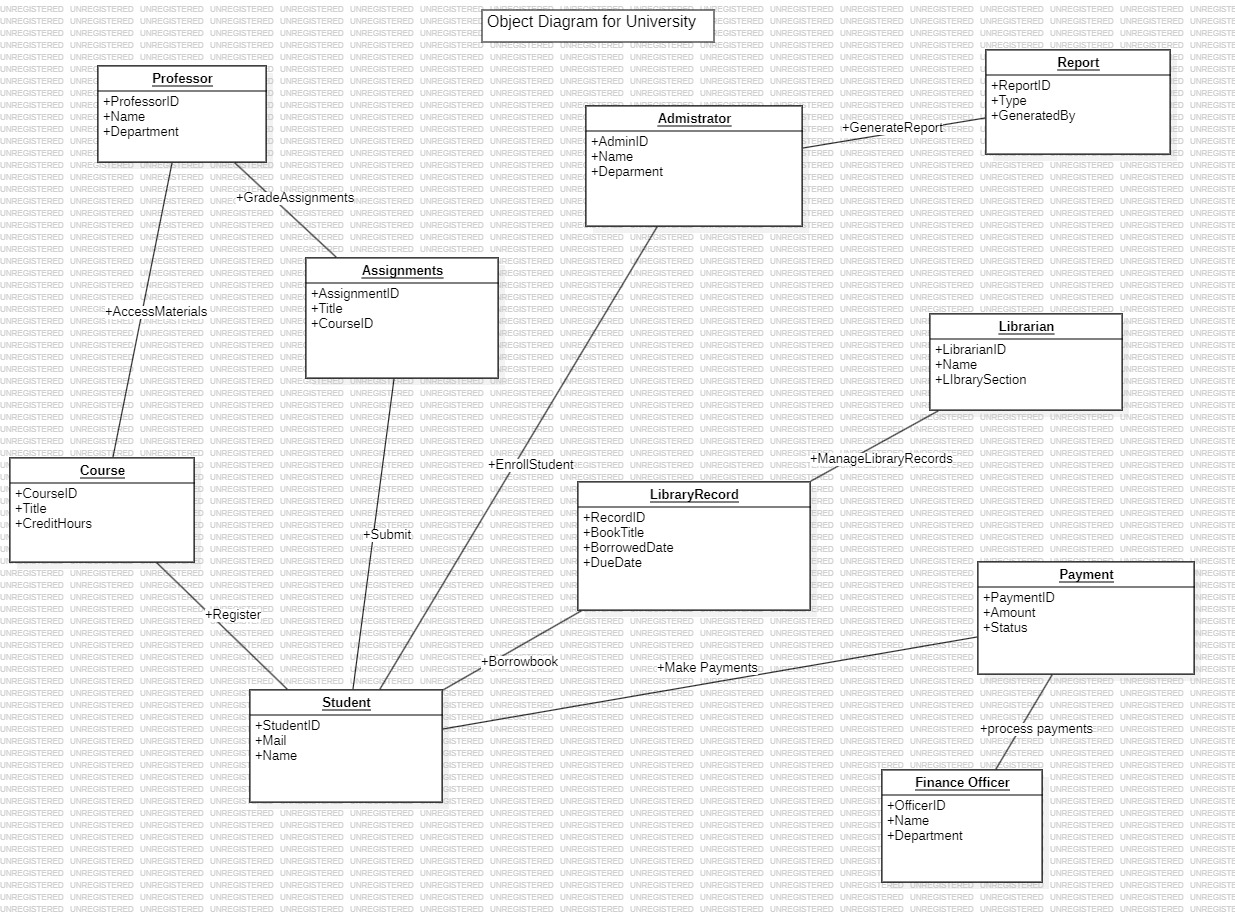 Object Diagram for University
Professor
+ProfessorID
+Name
+Department
Report
+ReportID
+Type
+GeneratedBy
Admistrator
+AdminID
+Name
+Deparment
+GenerateReport
+GradeAssignments
Assignments
+AssignmentID
+Title
+CourseID
+AccessMaterials
Librarian
+LibrarianID
+Name
+LIbrarySection
Course
+CourseID
+Title
+CreditHours
+EnrollStudent
+ManageLibraryRecords
LibraryRecord
+RecordID
+BookTitle
+BorrowedDate
+DueDate
+Submit
Payment
+PaymentID
+Amount
+Status
+Register
+Borrowbook
+Make Payments
Student
+StudentID
+Mail
+Name
+process payments
Finance Officer
+OfficerID
+Name
+Department
UNREGISTERED